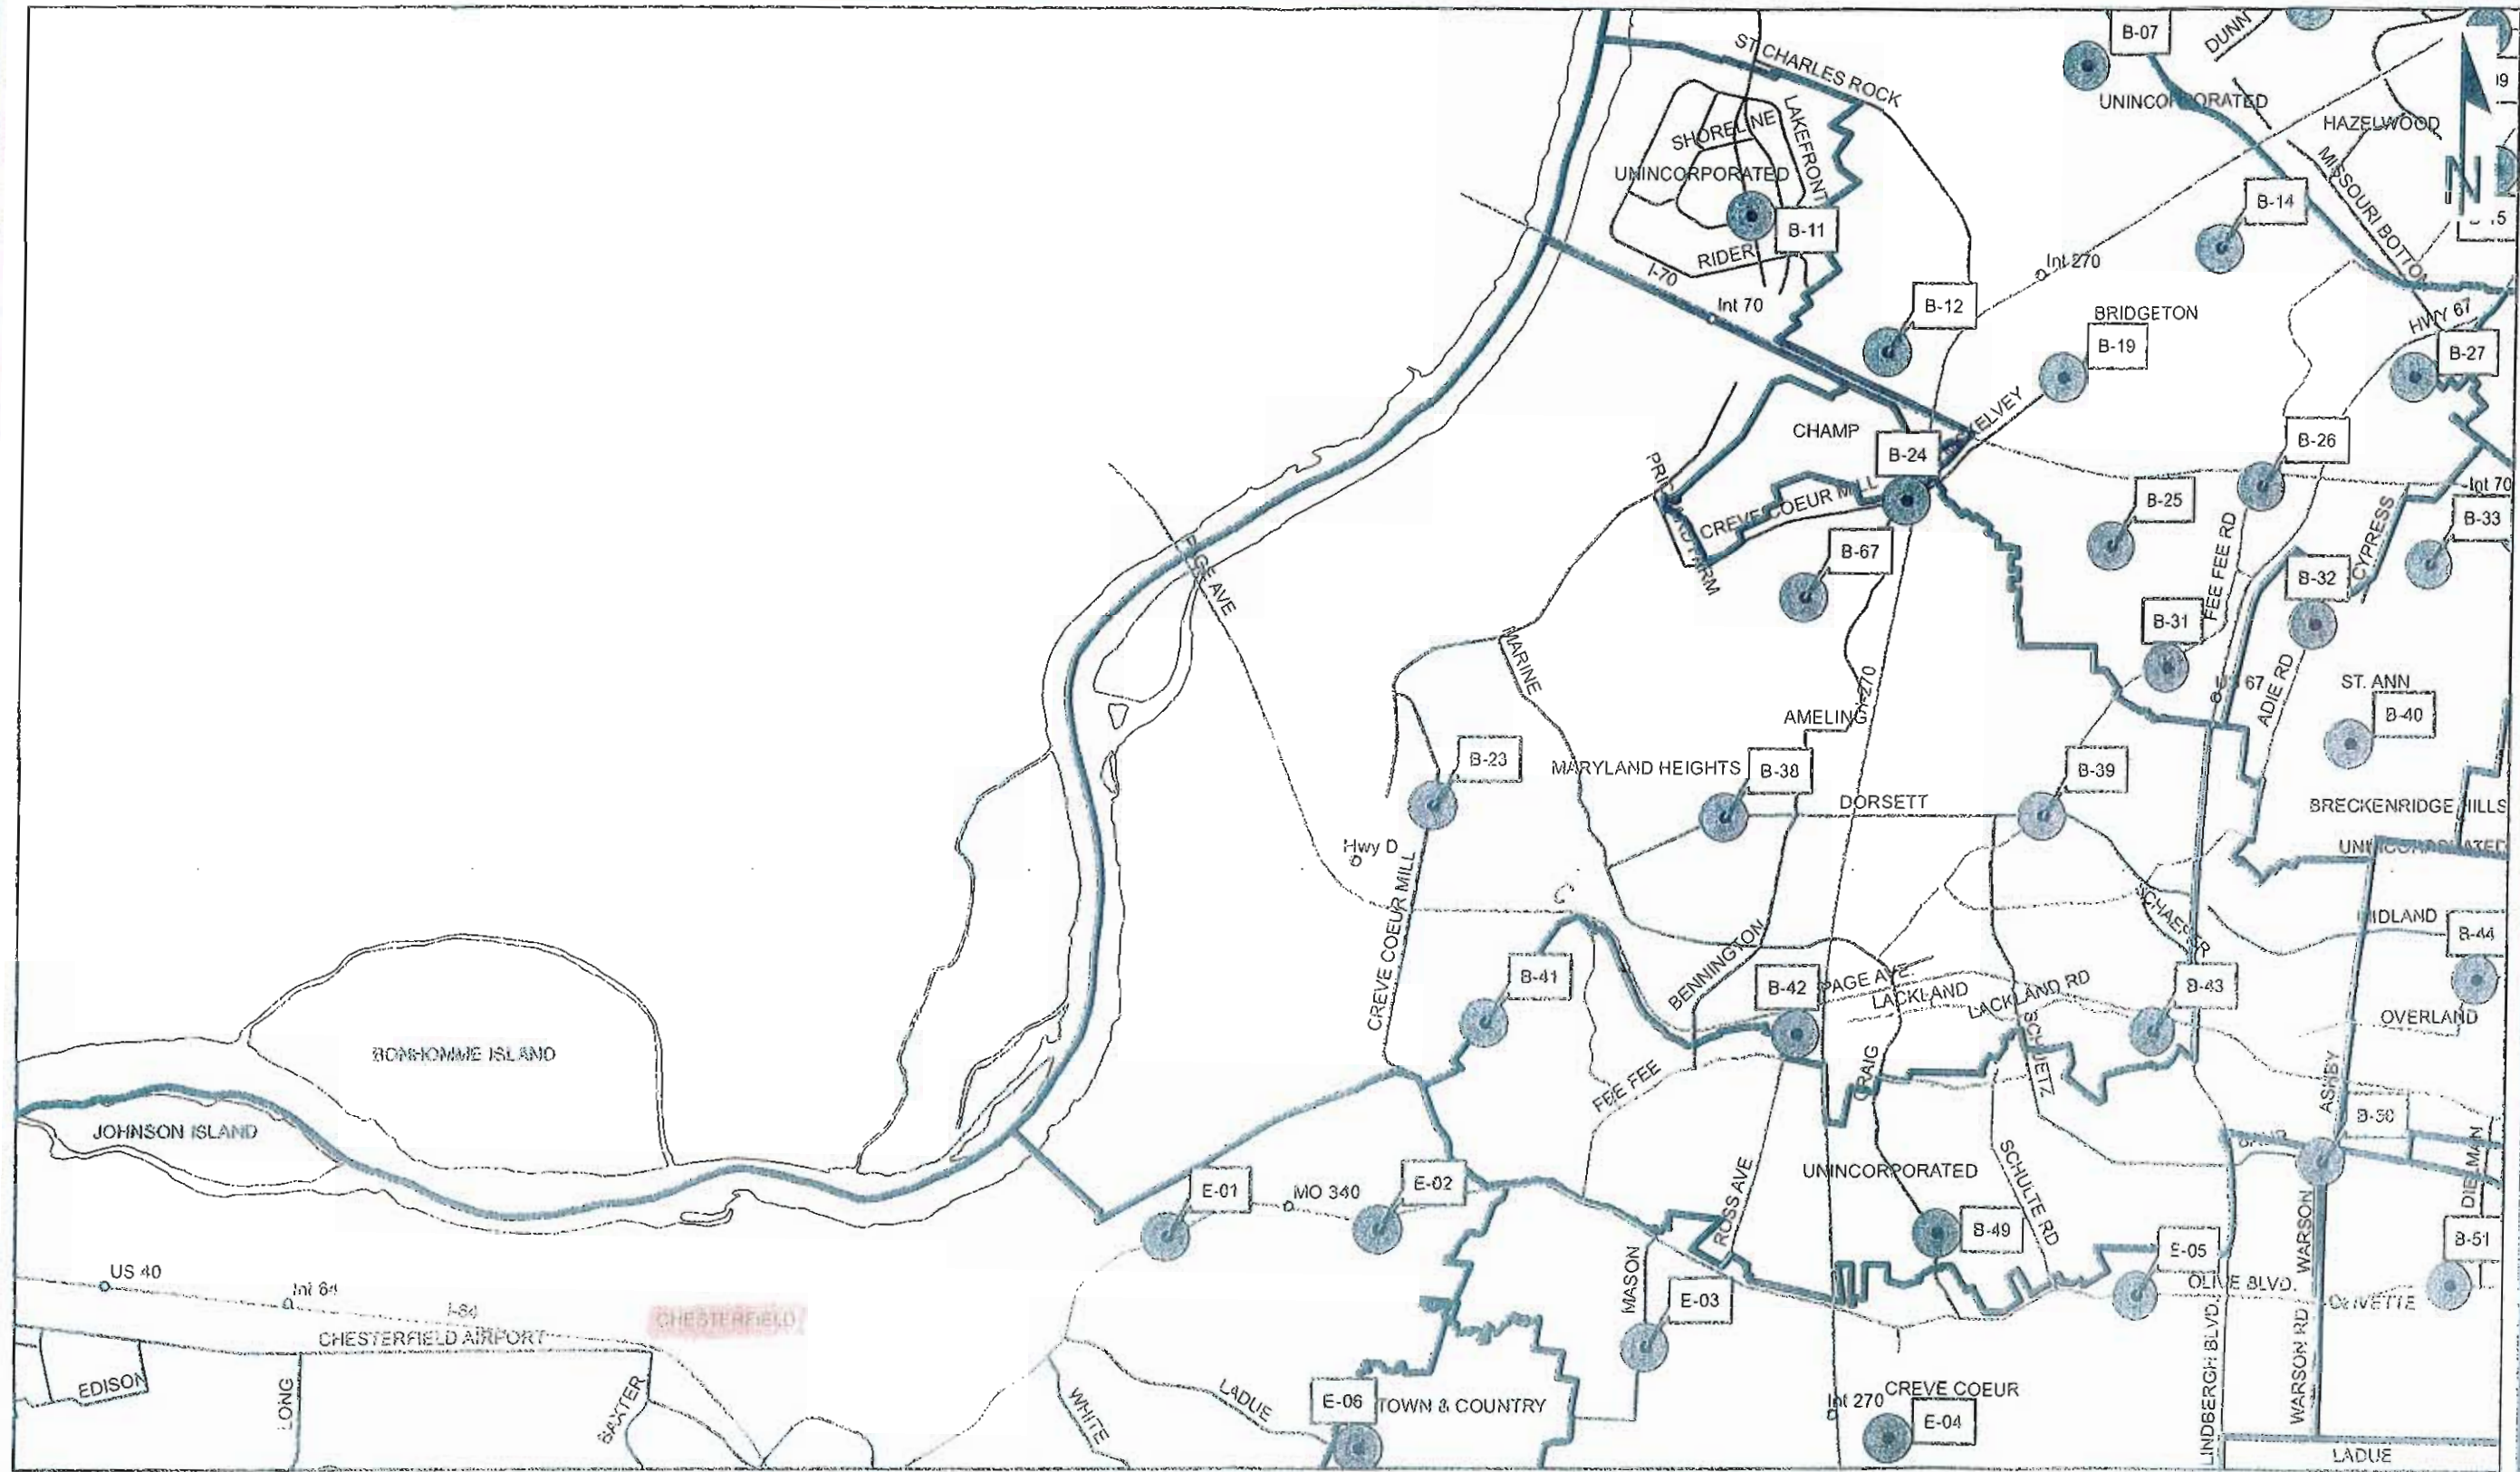 B-07
DUNN
ST. CHARLES ROCK
UNINCORPORATED
HAZELWOOD
SHORELINE
LAKEFRONT
UNINCORPORATED
MISSOURI BOTTOM
N
B-14
B-11
RIDER
I-70
Int 70
Int 270
B-12
BRIDGETON
HWY 67
B-19
B-27
CHAMP
B-24
B-26
B-25
Int 70
B-33
CREVE COEUR MILL
B-67
FEE FEE RD
CYPRESS
B-32
B-31
MARINE
I-270
ADIE RD
ST. ANN
B-40
AMELING
B-23
MARYLAND HEIGHTS
B-38
DORSETT
B-39
BRECKENRIDGE HILLS
UNINCORPORATED
Hwy D
CREVE COEUR MILL
MIDLAND
B-44
B-41
BENNINGTON
B-42
PAGE AVE.
LACKLAND
LACKLAND RD
B-43
OVERLAND
SCHUETZ
CRAIG
FEE FEE
ASHBY
B-50
BONHOMME ISLAND
JOHNSON ISLAND
E-01
MO 340
E-02
ROSS AVE
UNINCORPORATED
SCHULTE RD
B-49
E-05
WARSON
DIELMAN
B-51
US 40
Int 64
I-64
CHESTERFIELD
CHESTERFIELD AIRPORT
MASON
E-03
OLIVE BLVD.
OLIVETTE
EDISON
LONG
BAXTER
WHITE
LADUE
E-06
TOWN & COUNTRY
Int 270
CREVE COEUR
E-04
LINDBERGH BLVD.
WARSON RD
LADUE